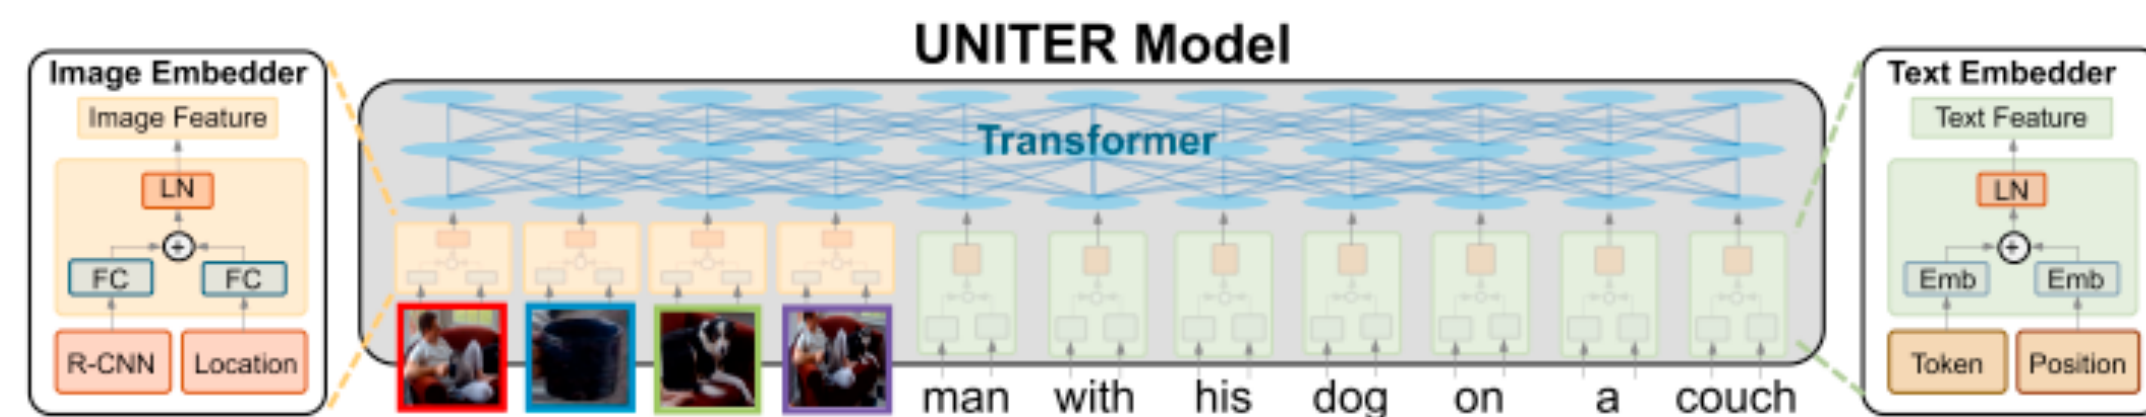 UNITER Model
Image Embedder
Image Feature
LN
+
FC FC
R-CNN Location
Transformer
man with his dog on a couch
Text Embedder
Text Feature
LN
+
Emb Emb
Token Position